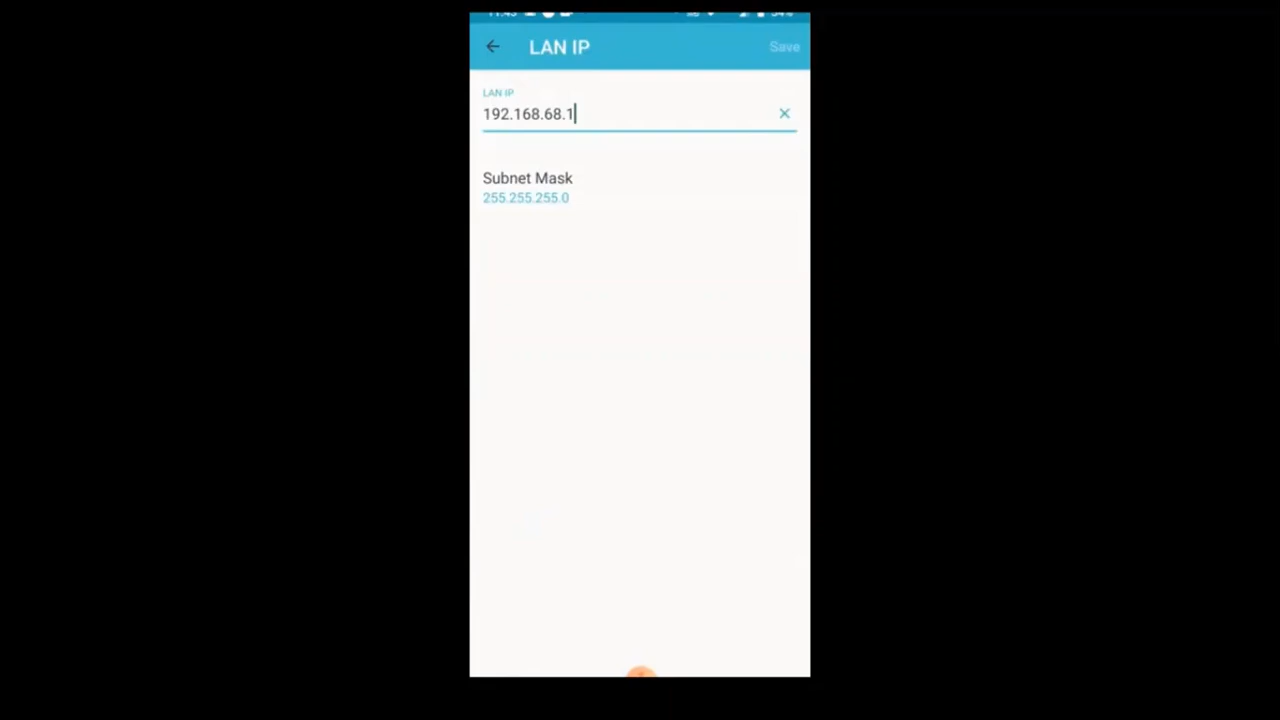 LAN IP
Save
LAN IP
192.168.68.1
Subnet Mask
255.255.255.0